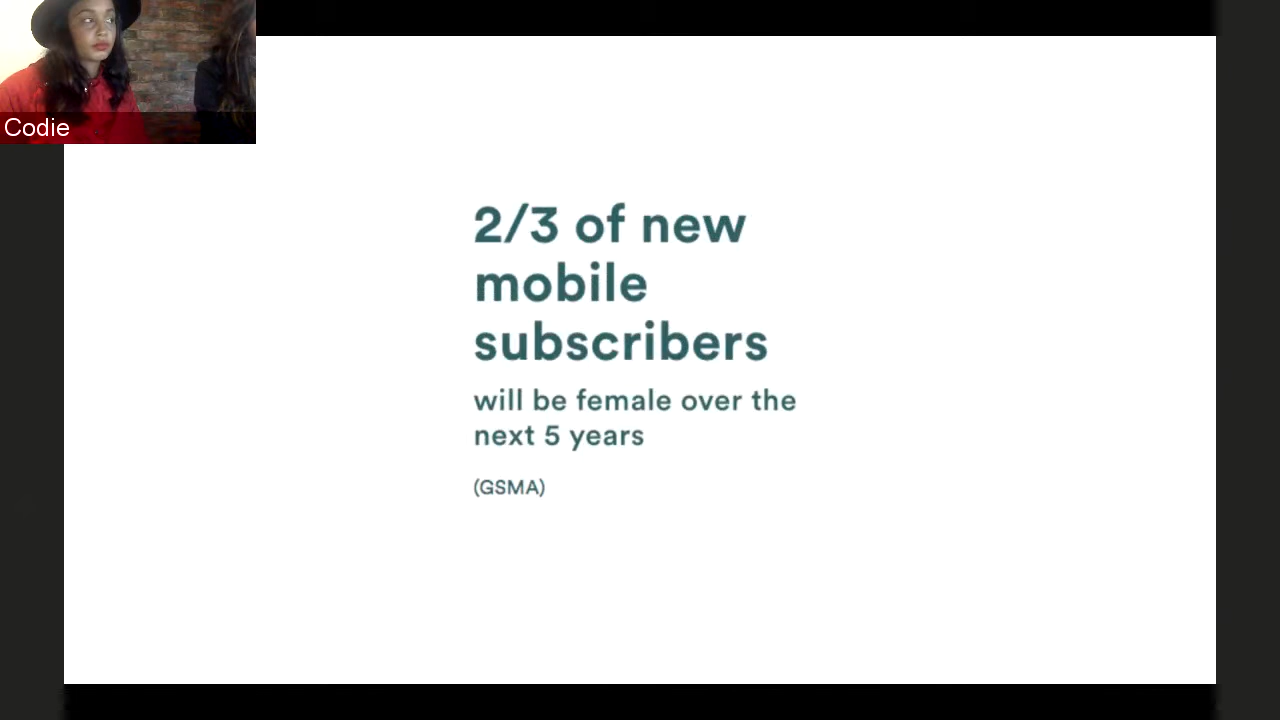 Codie
2/3 of new
mobile
subscribers
will be female over the
next 5 years
(GSMA)